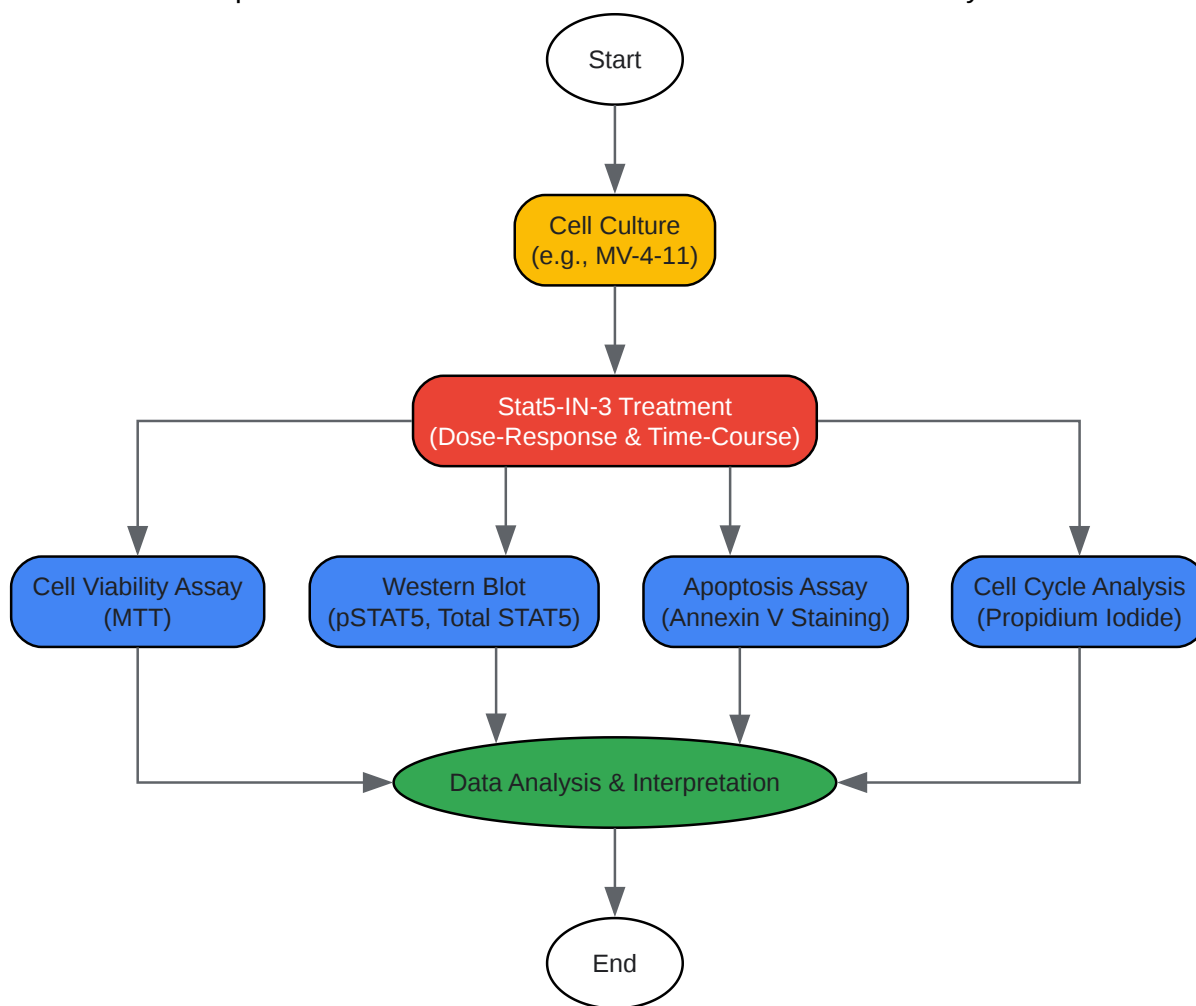 Start
Cell Culture
(e.g., MV-4-11)
Stat5-IN-3 Treatment
(Dose-Response & Time-Course)
Cell Viability Assay
(MTT)
Western Blot
(pSTAT5, Total STAT5)
Apoptosis Assay
(Annexin V Staining)
Cell Cycle Analysis
(Propidium Iodide)
Data Analysis & Interpretation
End